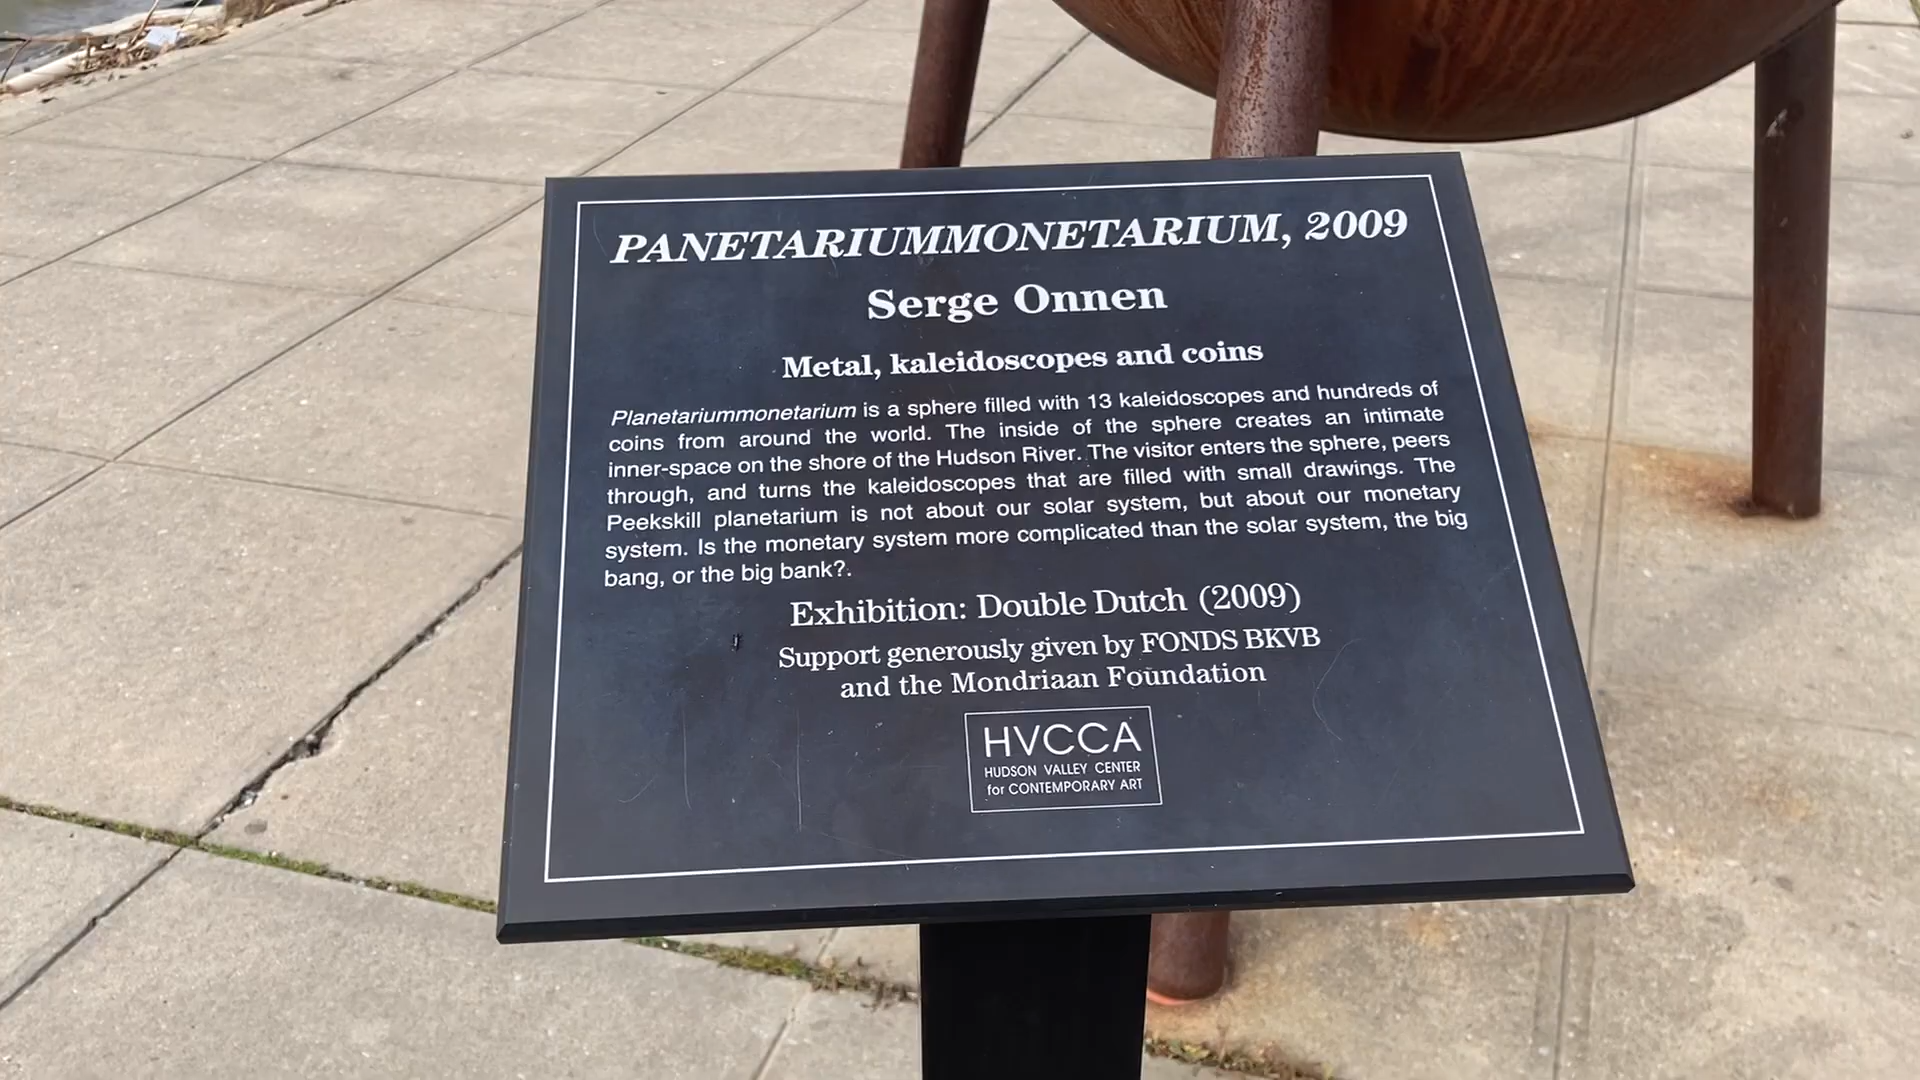 PANETARIUMMONETARIUM, 2009
Serge Onnen
Metal, kaleidoscopes and coins
Planetariummonetarium is a sphere filled with 13 kaleidoscopes and hundreds of
coins from around the world. The inside of the sphere creates an intimate
inner-space on the shore of the Hudson River. The visitor enters the sphere, peers
through, and turns the kaleidoscopes that are filled with small drawings. The
Peekskill planetarium is not about our solar system, but about our monetary
system. Is the monetary system more complicated than the solar system, the big
bang, or the big bank?.
Exhibition: Double Dutch (2009)
Support generously given by FONDS BKVB
and the Mondriaan Foundation
HVCCA
HUDSON VALLEY CENTER
for CONTEMPORARY ART